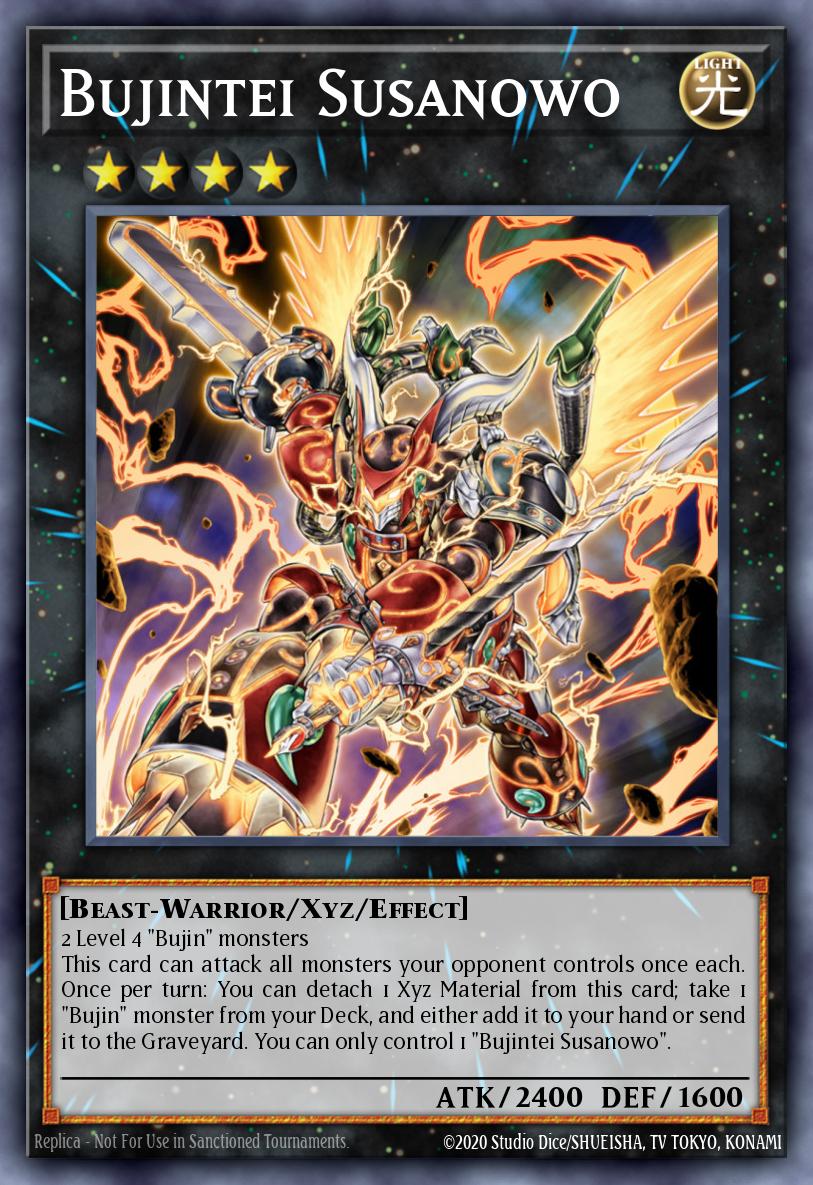 Bujintei Susanowo
LIGHT
光
[Beast-Warrior/Xyz/Effect]
2 Level 4 "Bujin" monsters
This card can attack all monsters your opponent controls once each.
Once per turn: You can detach 1 Xyz Material from this card; take 1
"Bujin" monster from your Deck, and either add it to your hand or send
it to the Graveyard. You can only control 1 "Bujintei Susanowo".
ATK/2400 DEF/1600
Replica - Not For Use in Sanctioned Tournaments.
©2020 Studio Dice/SHUEISHA, TV TOKYO, KONAMI